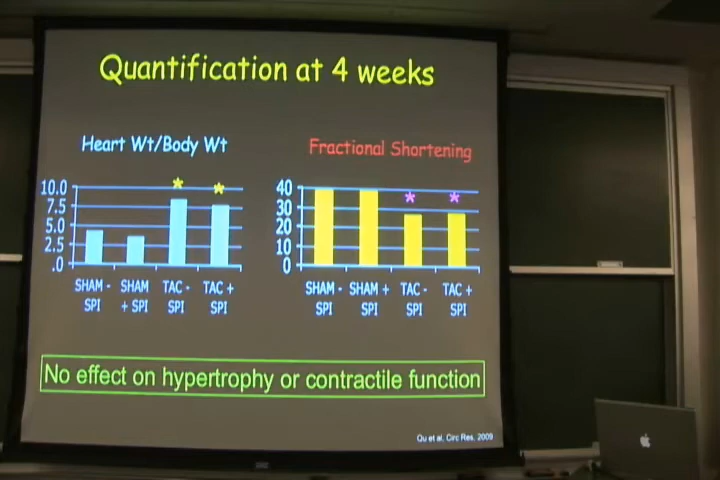 Quantification at 4 weeks
Heart Wt/Body Wt
10.0
7.5
5.0
2.5
.0
* *
SHAM - SPI
SHAM + SPI
TAC - SPI
TAC + SPI
Fractional Shortening
40
30
20
10
0
* *
SHAM - SPI
SHAM + SPI
TAC - SPI
TAC + SPI
No effect on hypertrophy or contractile function
Qu et al, Circ Res, 2009